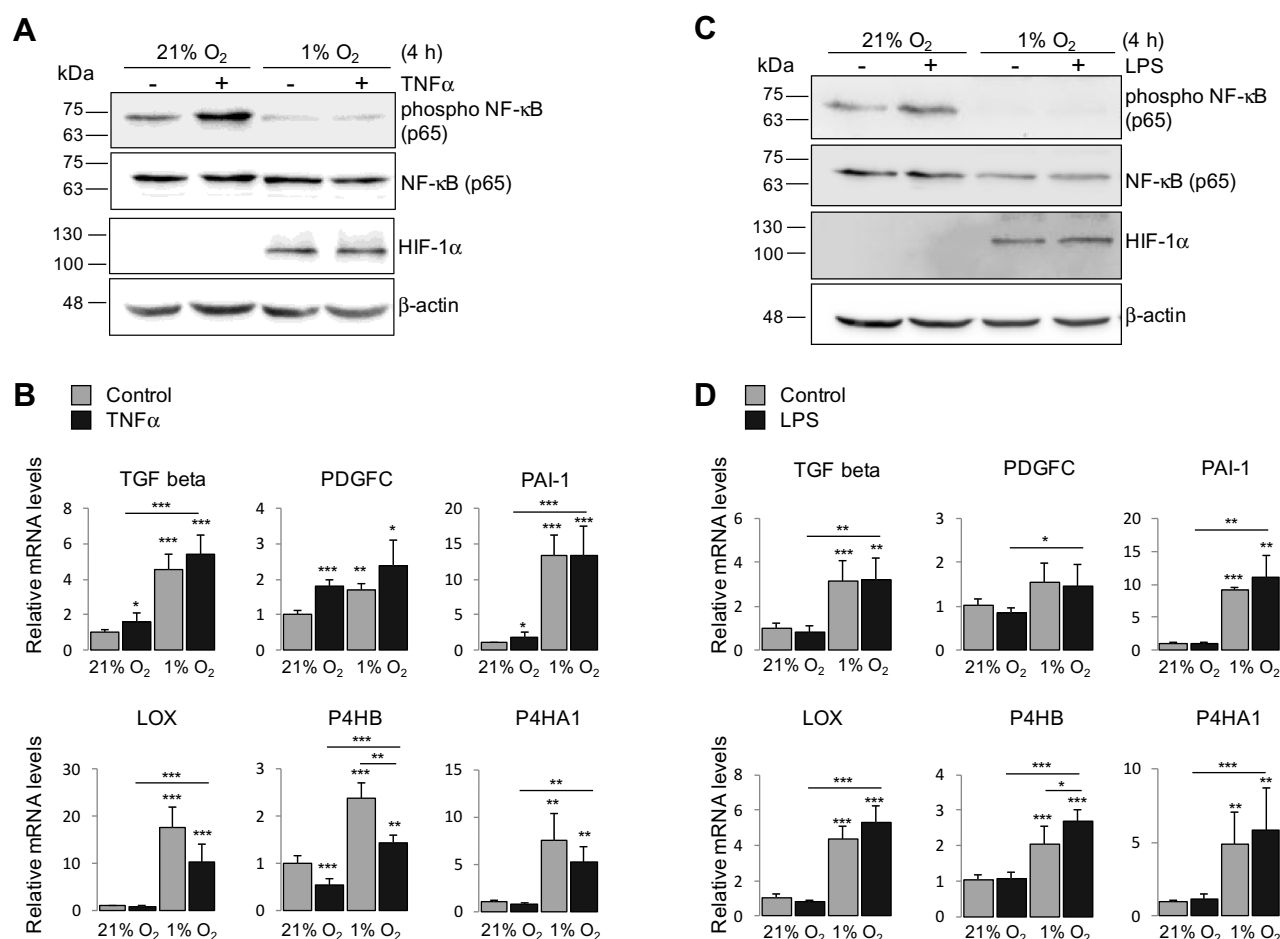 A
21% O2 1% O2 (4 h)
kDa - + - + TNFα
75
63
phospho NF-κB
(p65)
75
63
NF-κB (p65)
130
100
HIF-1α
48
β-actin
C
21% O2 1% O2 (4 h)
kDa - + - + LPS
75
63
phospho NF-κB
(p65)
75
63
NF-κB (p65)
130
100
HIF-1α
48
β-actin
B
Control
TNFα
Relative mRNA levels
TGF beta
8
6
4
2
0
* *** *** ***
21% O2 1% O2
PDGFC
4
3
2
1
0
*** ** *
21% O2 1% O2
PAI-1
20
15
10
5
0
* *** *** ***
21% O2 1% O2
Relative mRNA levels
LOX
30
20
10
0
*** *** ***
21% O2 1% O2
P4HB
3
2
1
0
*** *** ** *** **
21% O2 1% O2
P4HA1
15
10
5
0
** ** **
21% O2 1% O2
D
Control
LPS
Relative mRNA levels
TGF beta
6
4
2
0
** *** **
21% O2 1% O2
PDGFC
3
2
1
0
*
21% O2 1% O2
PAI-1
20
15
10
5
0
** *** **
21% O2 1% O2
Relative mRNA levels
LOX
8
6
4
2
0
*** *** ***
21% O2 1% O2
P4HB
4
3
2
1
0
*** * *** ***
21% O2 1% O2
P4HA1
10
5
0
*** ** **
21% O2 1% O2